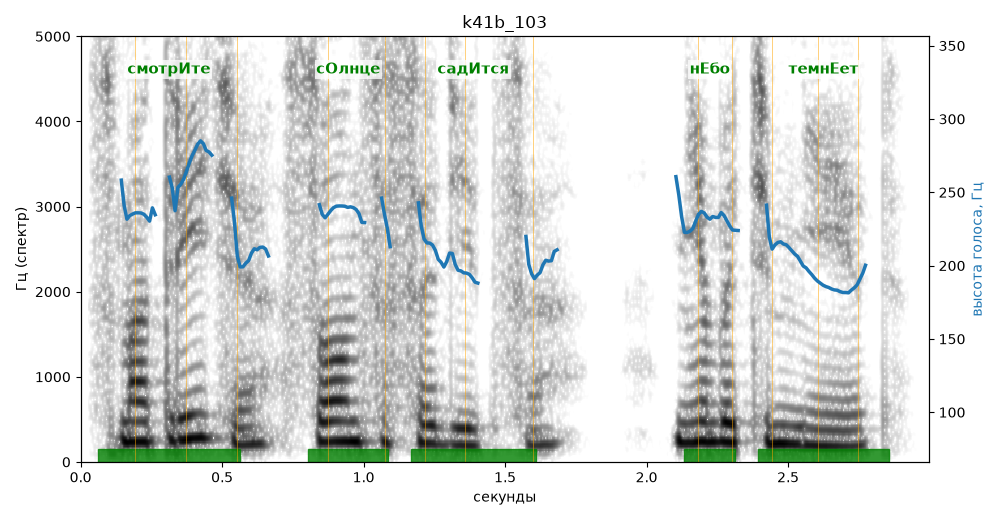 k41b_103
смотрИте сОлнце садИтся нЕбо темнЕет
5000
4000
3000
2000
1000
0
Гц (спектр)
350
300
250
200
150
100
высота голоса, Гц
0.0 0.5 1.0 1.5 2.0 2.5
секунды